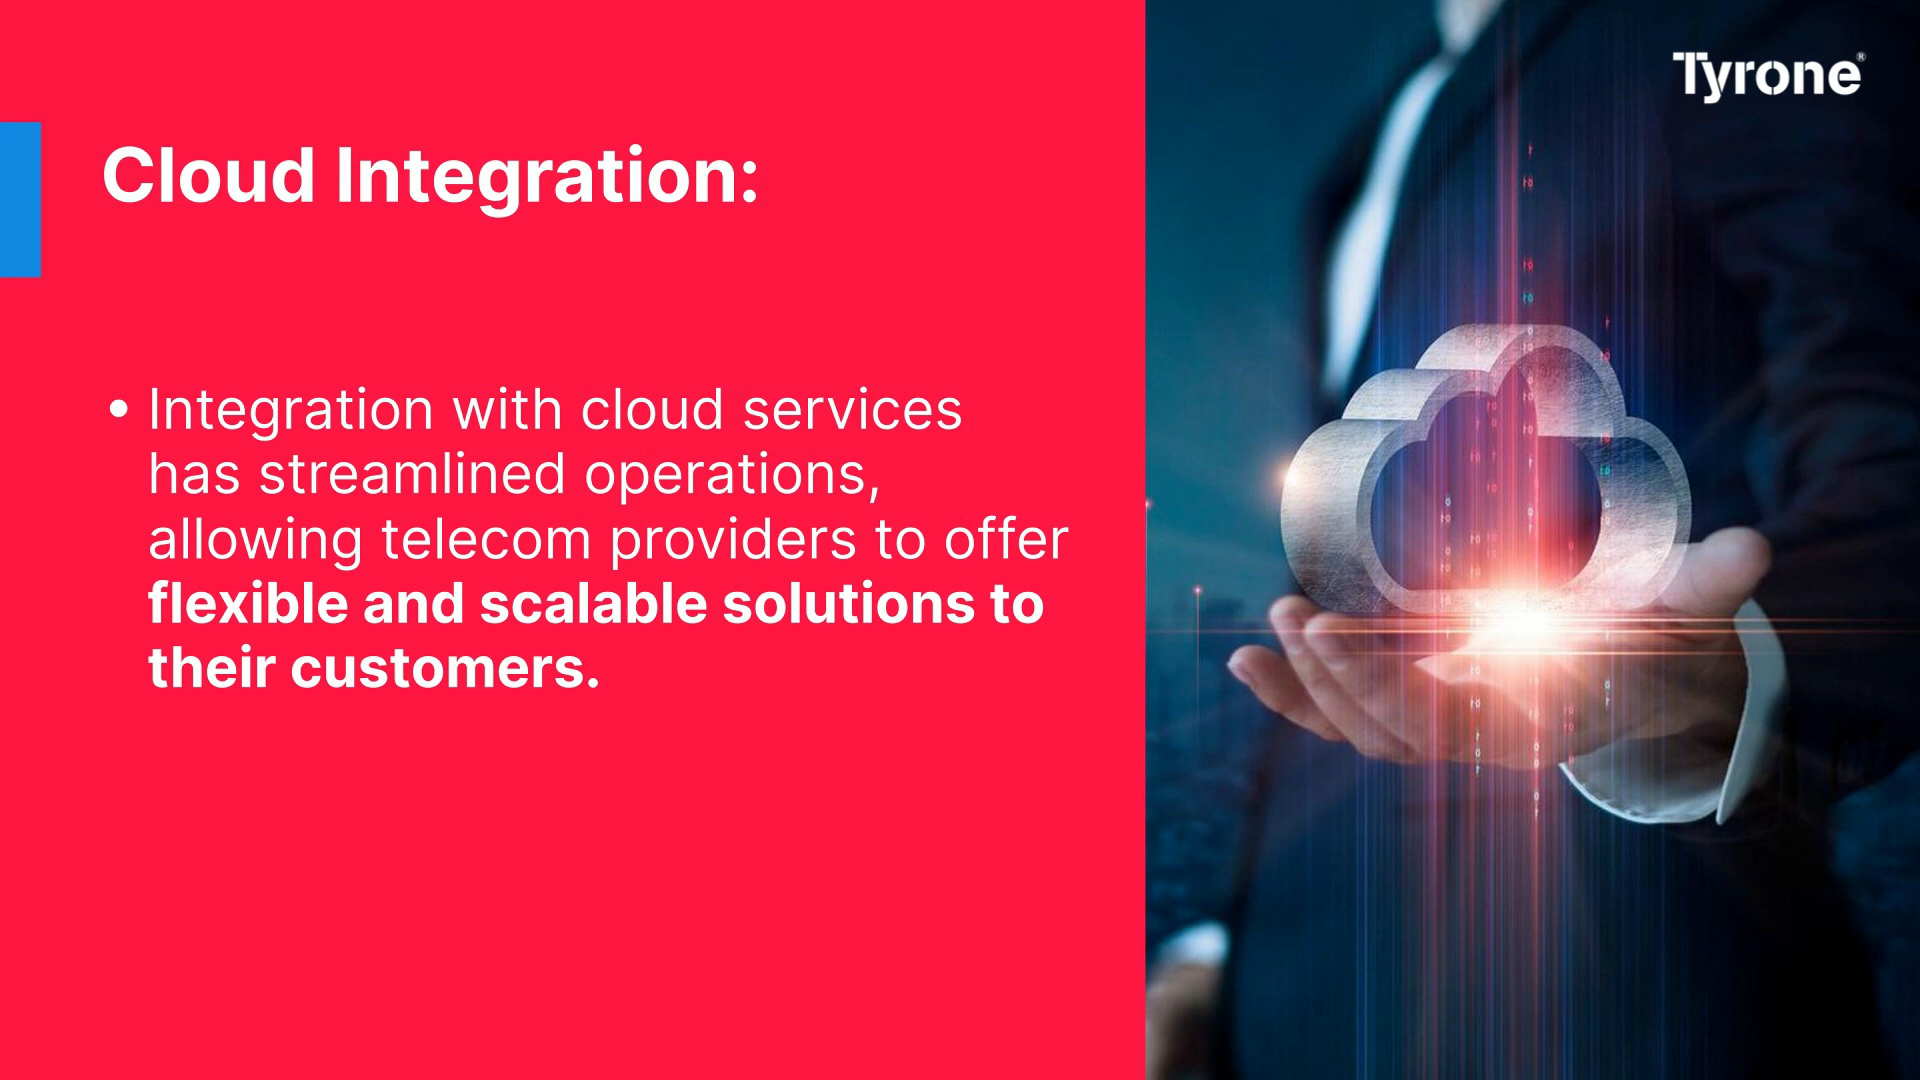 Tyrone®
Cloud Integration:
• Integration with cloud services
has streamlined operations,
allowing telecom providers to offer
flexible and scalable solutions to
their customers.